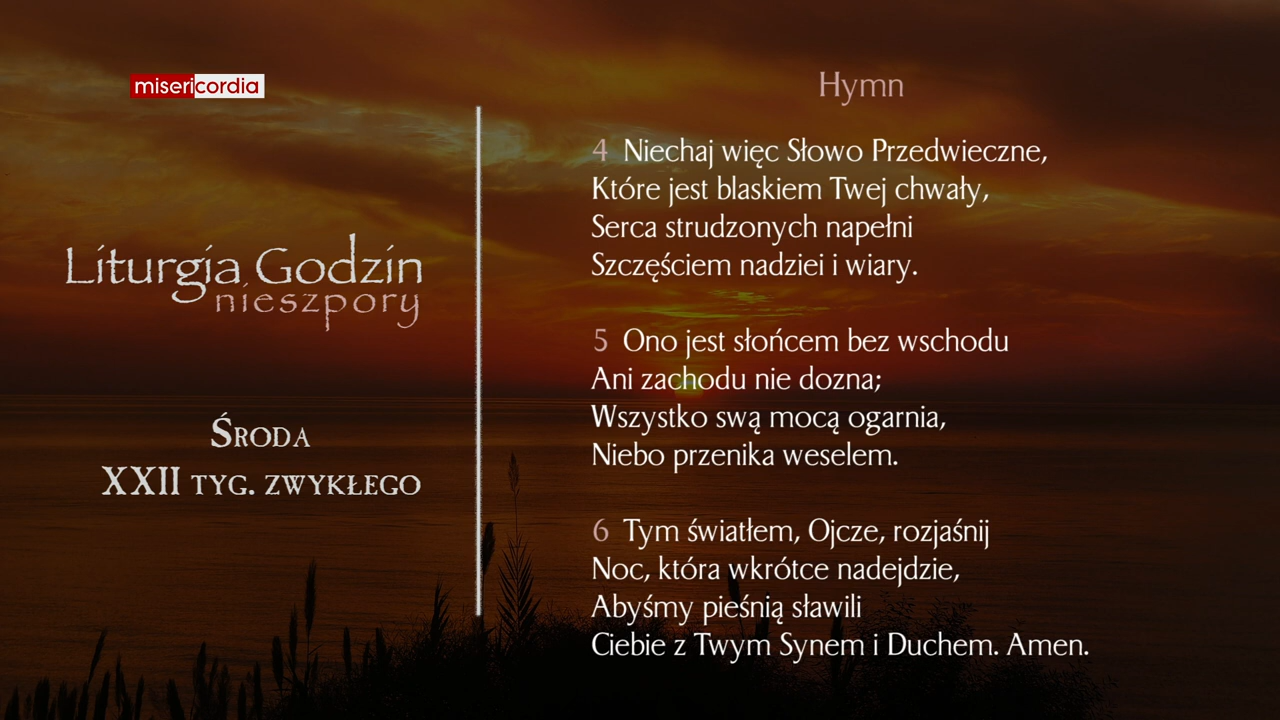 misericordia
Liturgia Godzin
nieszpory
Środa
XXII tyg. zwykłego
Hymn
4 Niechaj więc Słowo Przedwieczne,
Które jest blaskiem Twej chwały,
Serca strudzonych napełni
Szczęściem nadziei i wiary.
5 Ono jest słońcem bez wschodu
Ani zachodu nie dozna;
Wszystko swą mocą ogarnia,
Niebo przenika weselem.
6 Tym światłem, Ojcze, rozjaśnij
Noc, która wkrótce nadejdzie,
Abyśmy pieśnią sławili
Ciebie z Twym Synem i Duchem. Amen.